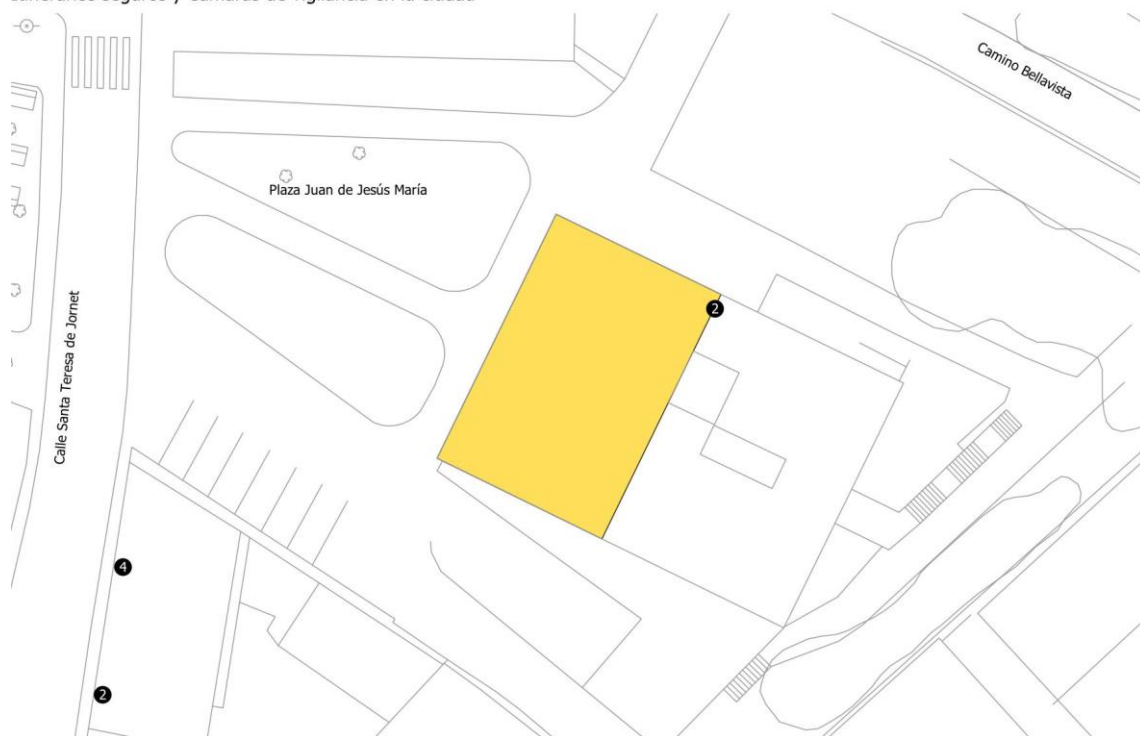 Camino Bellavista
Plaza Juan de Jesús María
2
Calle Santa Teresa de Jornet
4
2